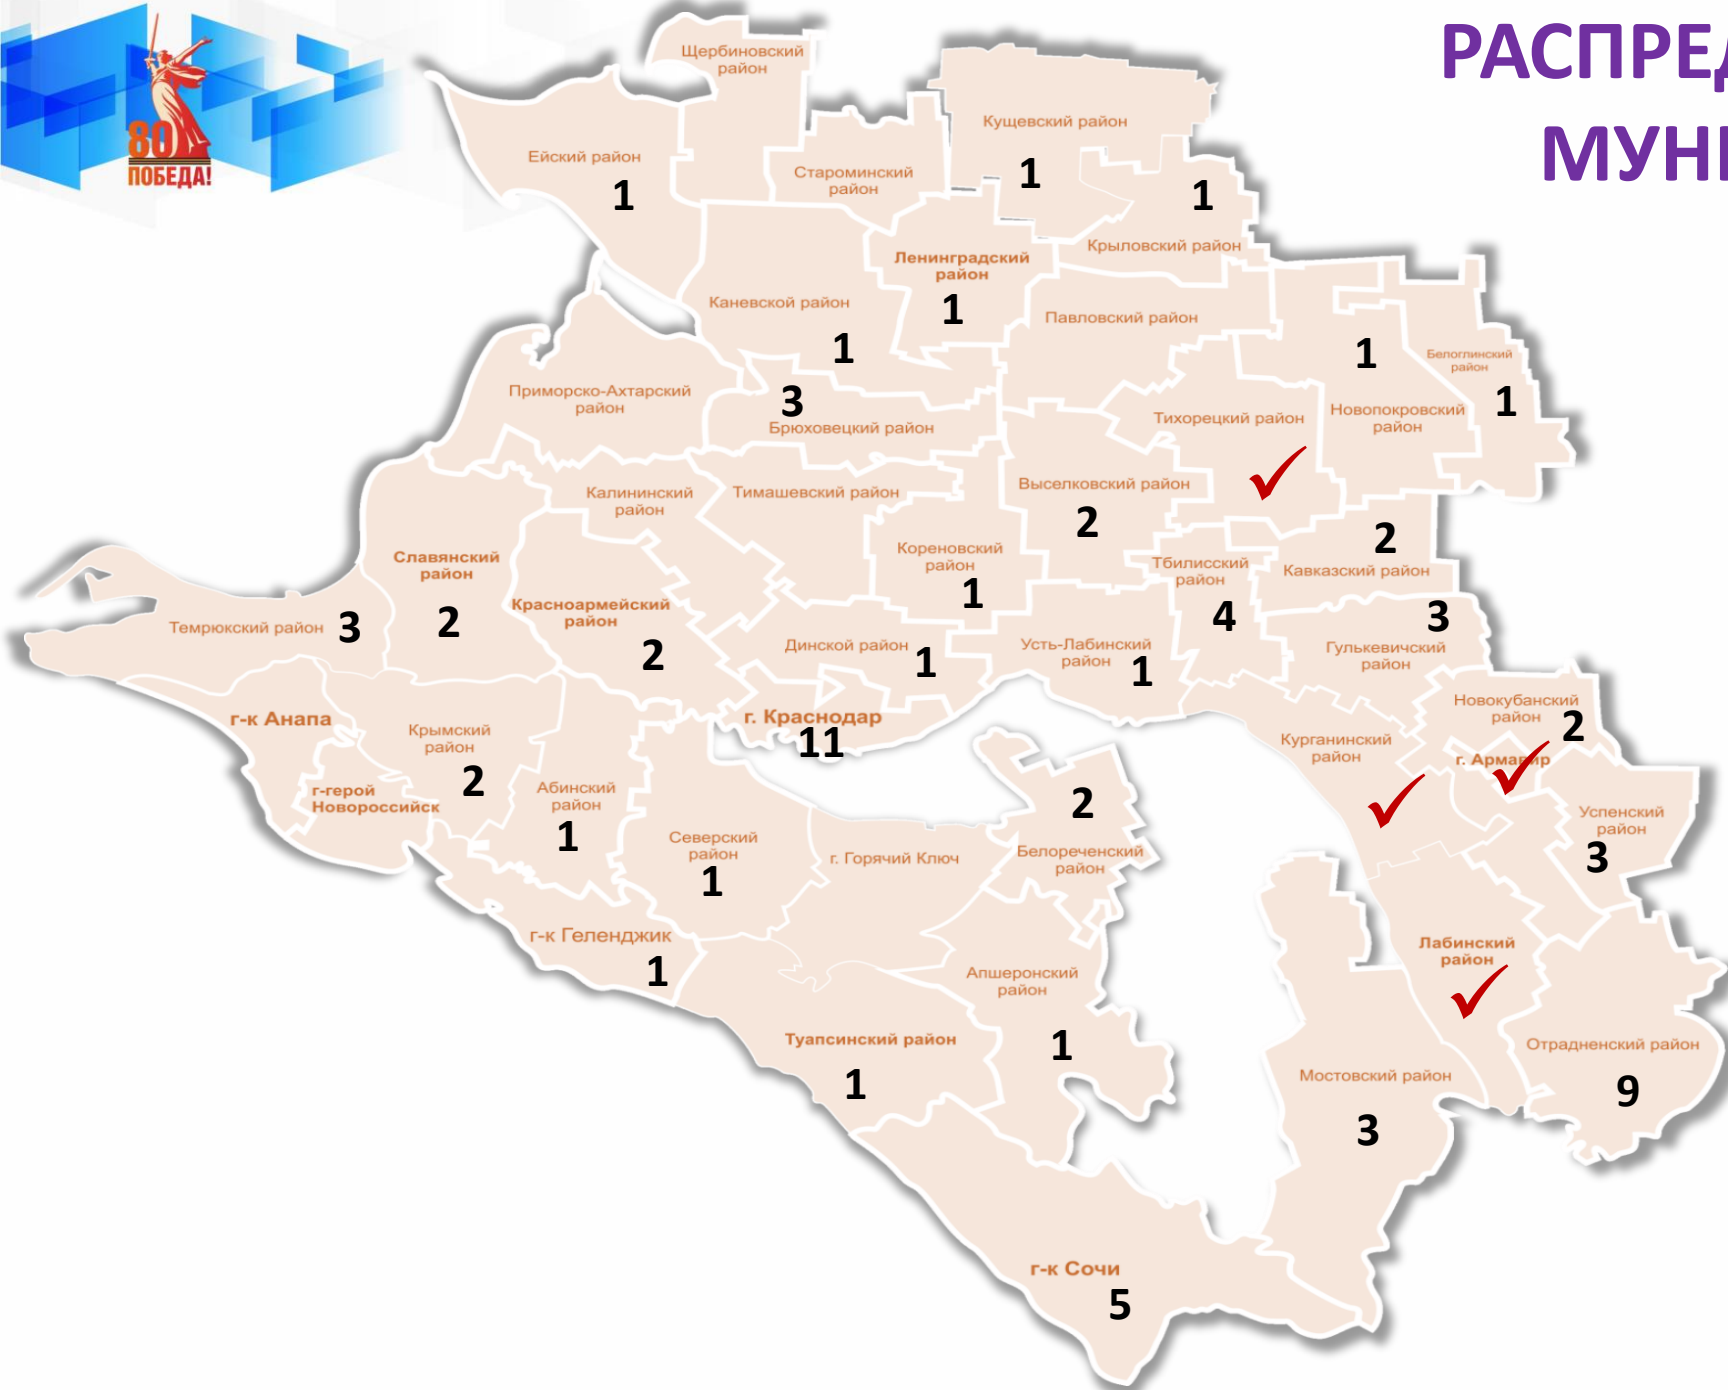 РАСПРЕД
МУНИ
80
ПОБЕДА!
Щербиновский
район
Ейский район
1
Староминский
район
Кущевский район
1
1
Крыловский район
Ленинградский
район
1
Каневской район
1
Павловский район
1
Новопокровский
район
Белоглинский
район
1
Приморско-Ахтарский
район
3
Брюховецкий район
Тихорецкий район
Калининский
район
Тимашевский район
Выселковский район
2
Славянский
район
2
Кореновский
район
1
Тбилисский
район
4
2
Кавказский район
Темрюкский район
3
Красноармейский
район
2
Динской район
1
Усть-Лабинский
район
1
3
Гулькевичский
район
г-к Анапа
Крымский
район
2
г. Краснодар
11
Новокубанский
район
2
Курганинский
район
г. Армавир
г-герой
Новороссийск
Абинский
район
1
Северский
район
1
г. Горячий Ключ
2
Белореченский
район
Успенский
район
3
г-к Геленджик
1
Апшеронский
район
1
Лабинский
район
Туапсинский район
1
Мостовский район
3
Отрадненский район
9
г-к Сочи
5